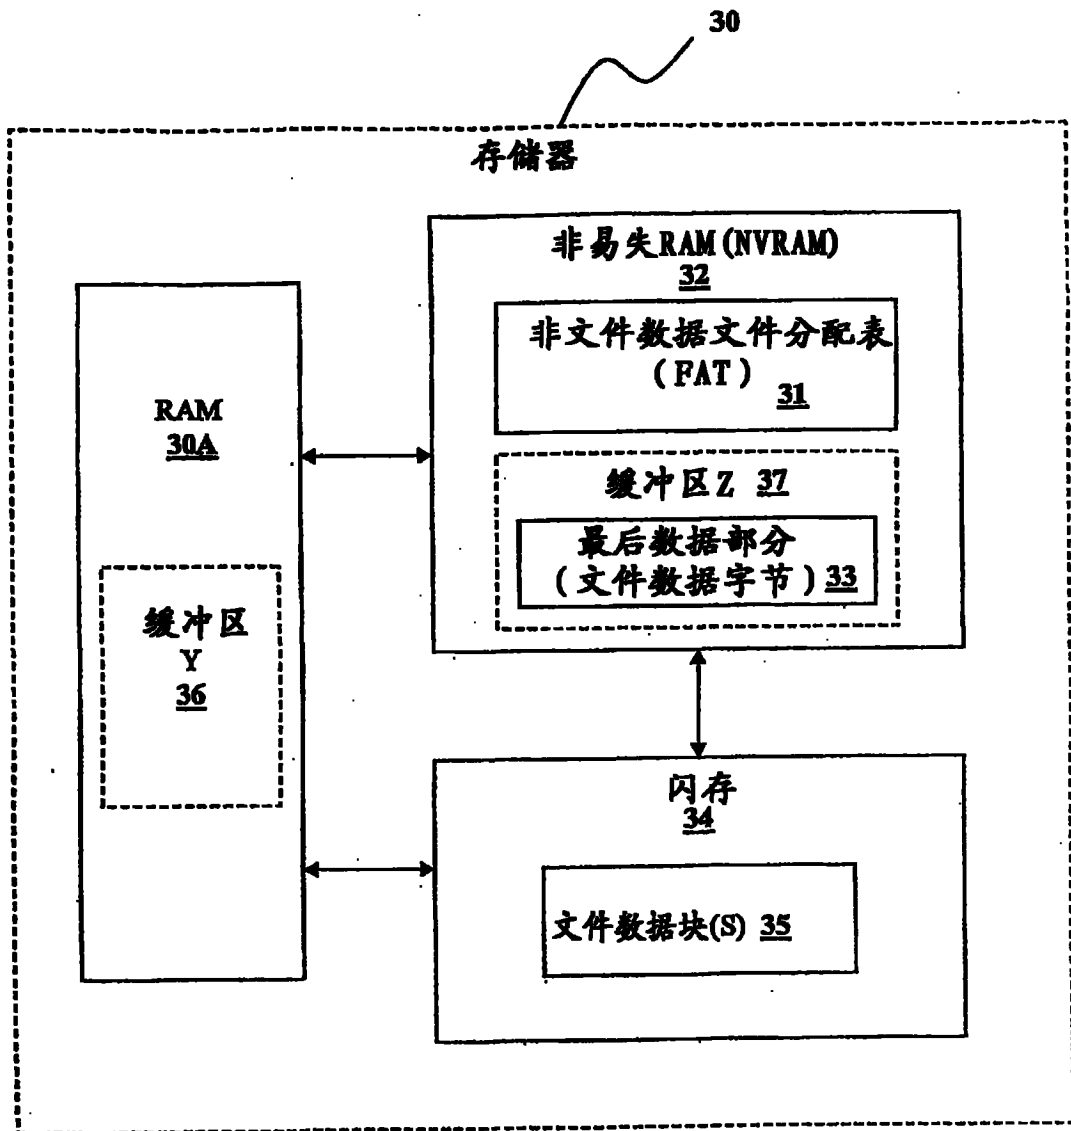 30
存储器
非易失RAM(NVRAM)
32
非文件数据文件分配表
(FAT)
31
缓冲区Z 37
最后数据部分
(文件数据字节)33
RAM
30A
缓冲区
Y
36
闪存
34
文件数据块(S) 35